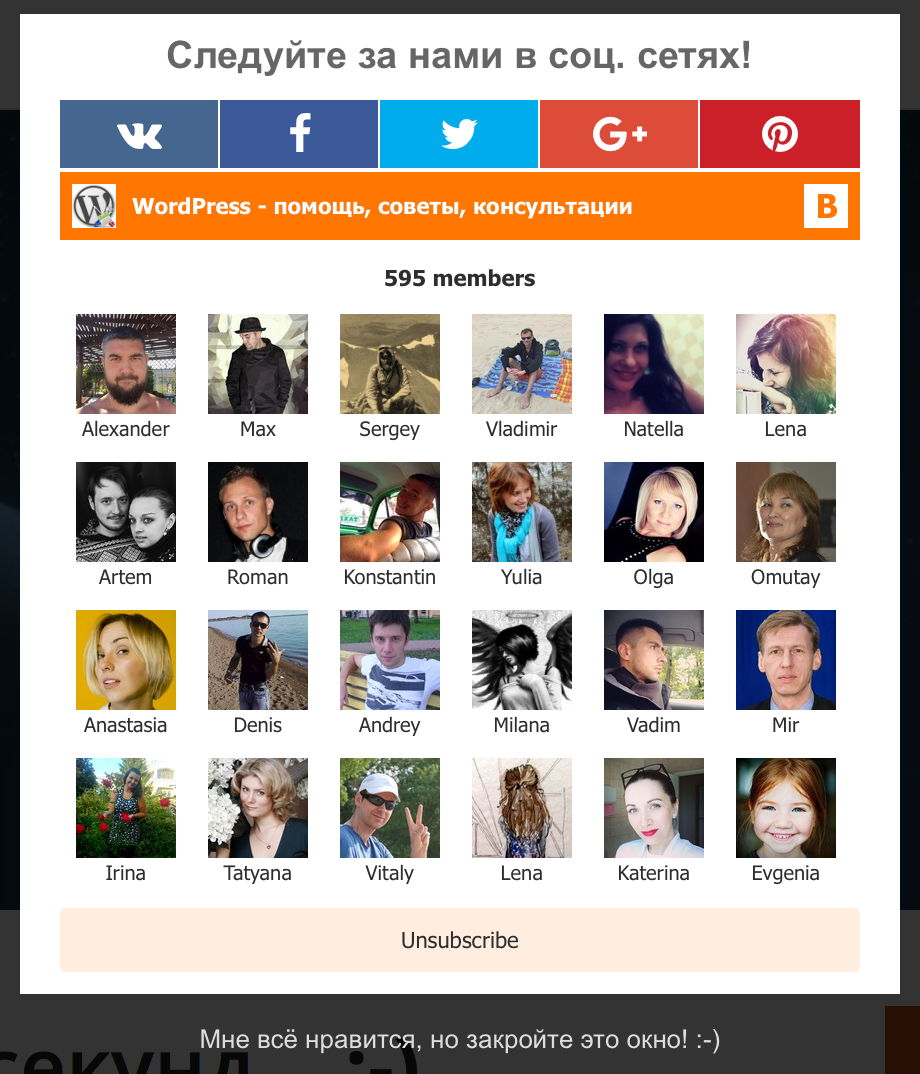 Следуйте за нами в соц. сетях!
WordPress - помощь, советы, консультации
B
595 members
Alexander Max Sergey Vladimir Natella Lena
Artem Roman Konstantin Yulia Olga Omutay
Anastasia Denis Andrey Milana Vadim Mir
Irina Tatyana Vitaly Lena Katerina Evgenia
Unsubscribe
Мне всё нравится, но закройте это окно! :-)
секунд... :-)